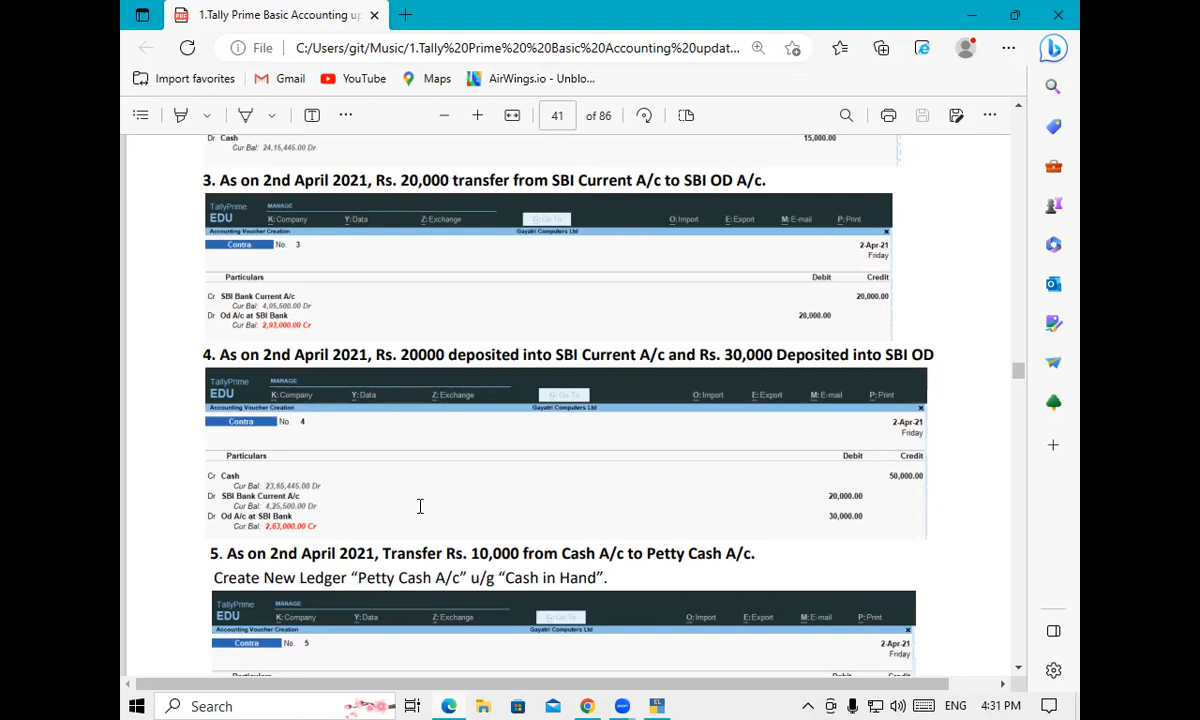 1.Tally Prime Basic Accounting up
File
C:/Users/git/Music/1.Tally%20Prime%20%20Basic%20Accounting%20updat...
Import favorites
Gmail
YouTube
Maps
AirWings.io - Unblo...
41 of 86
Dr Cash 15,000.00
Cur Bal: 24,15,445.00 Dr
3. As on 2nd April 2021, Rs. 20,000 transfer from SBI Current A/c to SBI OD A/c.
TallyPrime MANAGE
EDU K: Company Y: Data Z: Exchange G: Go To O: Import E: Export M: E-mail P: Print
Accounting Voucher Creation Gayatri Computers Ltd
Contra No. 3 2-Apr-21
Friday
Particulars Debit Credit
Cr SBI Bank Current A/c 20,000.00
Cur Bal: 4,05,500.00 Dr
Dr Od A/c at SBI Bank 20,000.00
Cur Bal: 2,93,000.00 Cr
4. As on 2nd April 2021, Rs. 20000 deposited into SBI Current A/c and Rs. 30,000 Deposited into SBI OD
TallyPrime MANAGE
EDU K: Company Y: Data Z: Exchange G: Go To O: Import E: Export M: E-mail P: Print
Accounting Voucher Creation Gayatri Computers Ltd
Contra No. 4 2-Apr-21
Friday
Particulars Debit Credit
Cr Cash 50,000.00
Cur Bal: 23,65,445.00 Dr
Dr SBI Bank Current A/c 20,000.00
Cur Bal: 4,25,500.00 Dr
Dr Od A/c at SBI Bank 30,000.00
Cur Bal: 2,63,000.00 Cr
5. As on 2nd April 2021, Transfer Rs. 10,000 from Cash A/c to Petty Cash A/c.
Create New Ledger “Petty Cash A/c” u/g “Cash in Hand”.
TallyPrime MANAGE
EDU K: Company Y: Data Z: Exchange G: Go To O: Import E: Export M: E-mail P: Print
Accounting Voucher Creation Gayatri Computers Ltd
Contra No. 5 2-Apr-21
Friday
Search
ENG 4:31 PM